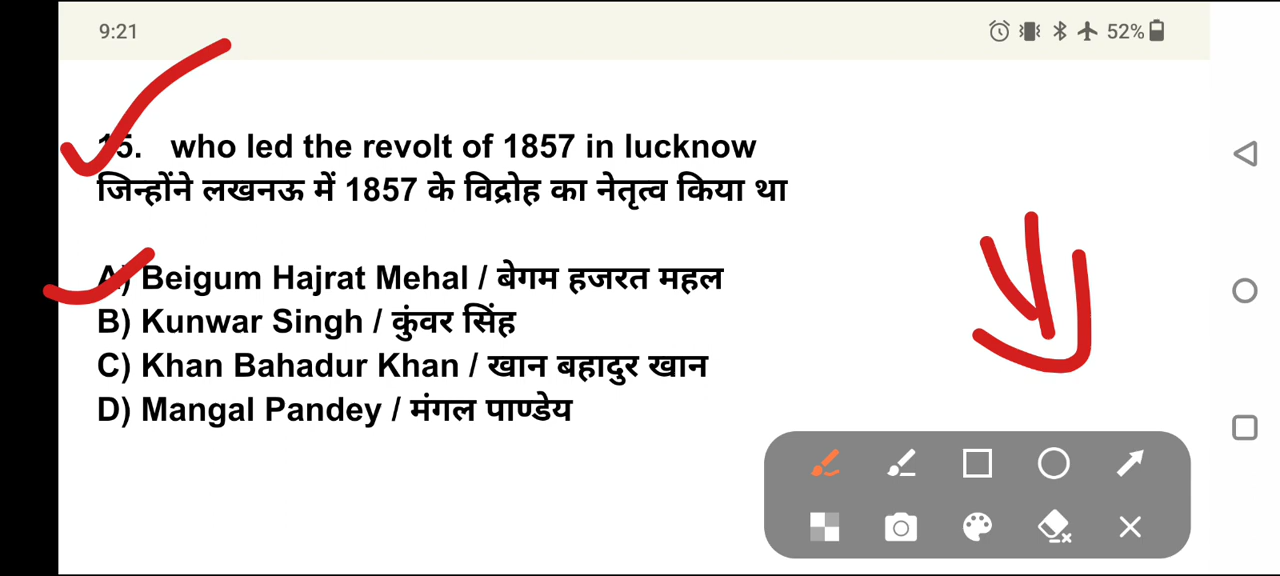 9:21
52%
15. who led the revolt of 1857 in lucknow
जिन्होंने लखनऊ में 1857 के विद्रोह का नेतृत्व किया था
A) Beigum Hajrat Mehal / बेगम हजरत महल
B) Kunwar Singh / कुंवर सिंह
C) Khan Bahadur Khan / खान बहादुर खान
D) Mangal Pandey / मंगल पाण्डेय